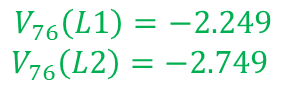 V₇₆(L1) = −2.249
V₇₆(L2) = −2.749